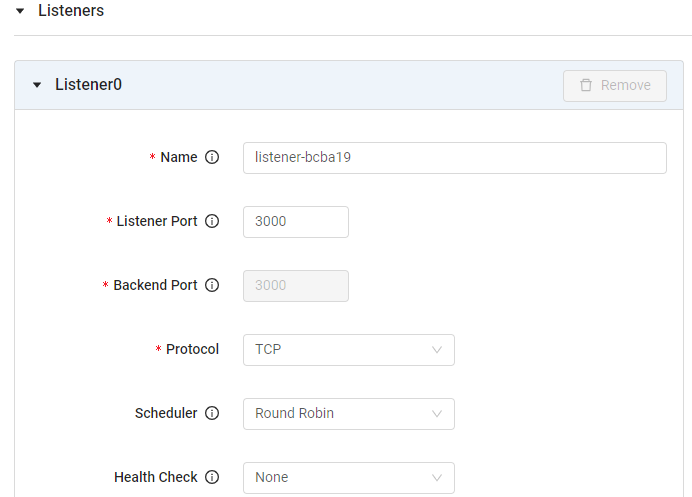 Listeners
Listener0
Remove
* Name
listener-bcba19
* Listener Port
3000
* Backend Port
3000
* Protocol
TCP
Scheduler
Round Robin
Health Check
None